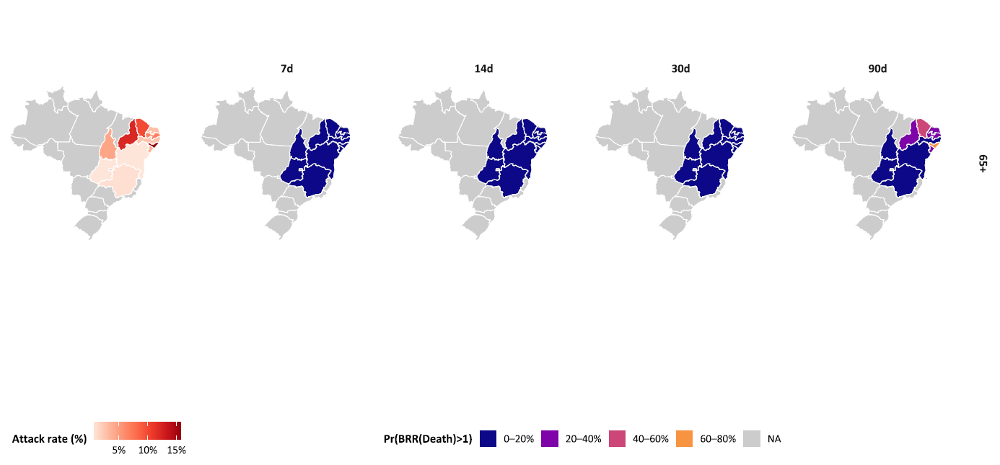 7d
14d
30d
90d
65+
Attack rate (%)
5%
10%
15%
Pr(BRR(Death)>1)
0–20%
20–40%
40–60%
60–80%
NA